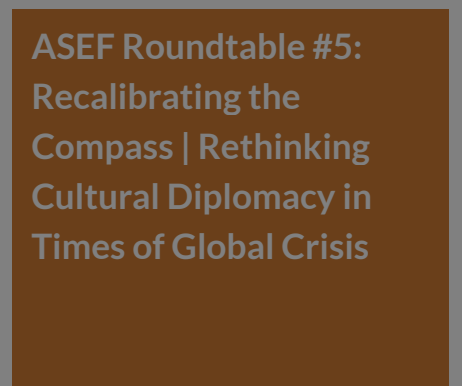 ASEF Roundtable #5:
Recalibrating the
Compass | Rethinking
Cultural Diplomacy in
Times of Global Crisis